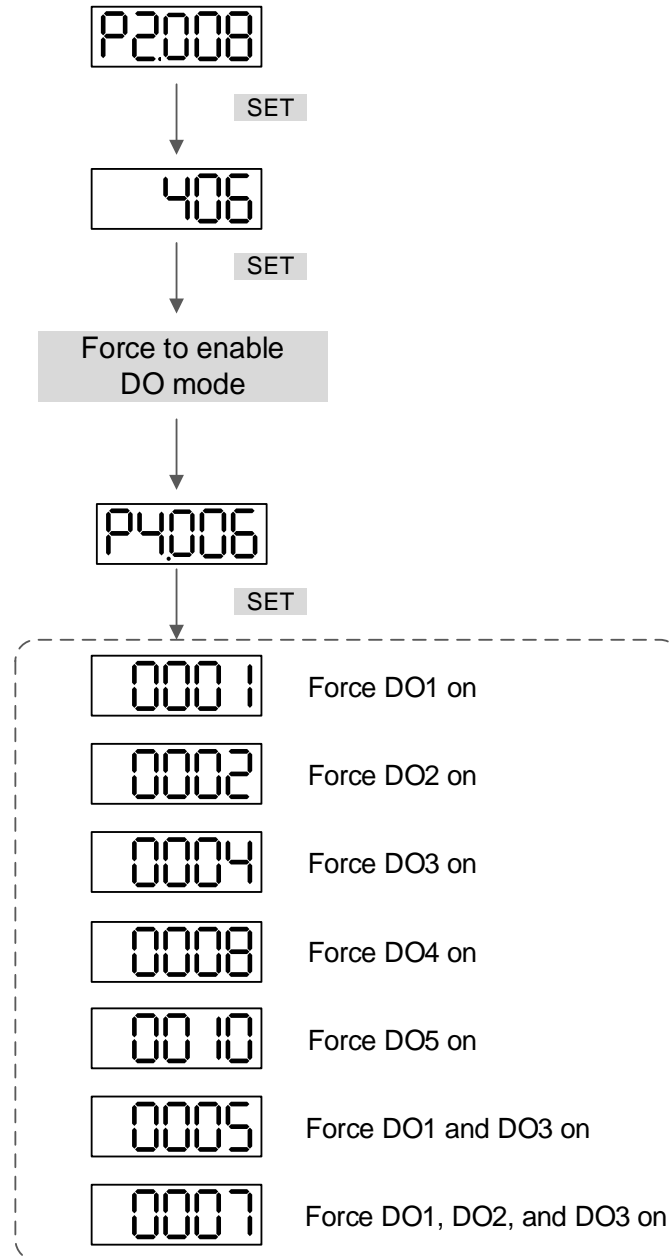 P2.008
SET
406
SET
Force to enable
DO mode
P4.006
SET
0001 Force DO1 on
0002 Force DO2 on
0004 Force DO3 on
0008 Force DO4 on
0010 Force DO5 on
0005 Force DO1 and DO3 on
0007 Force DO1, DO2, and DO3 on